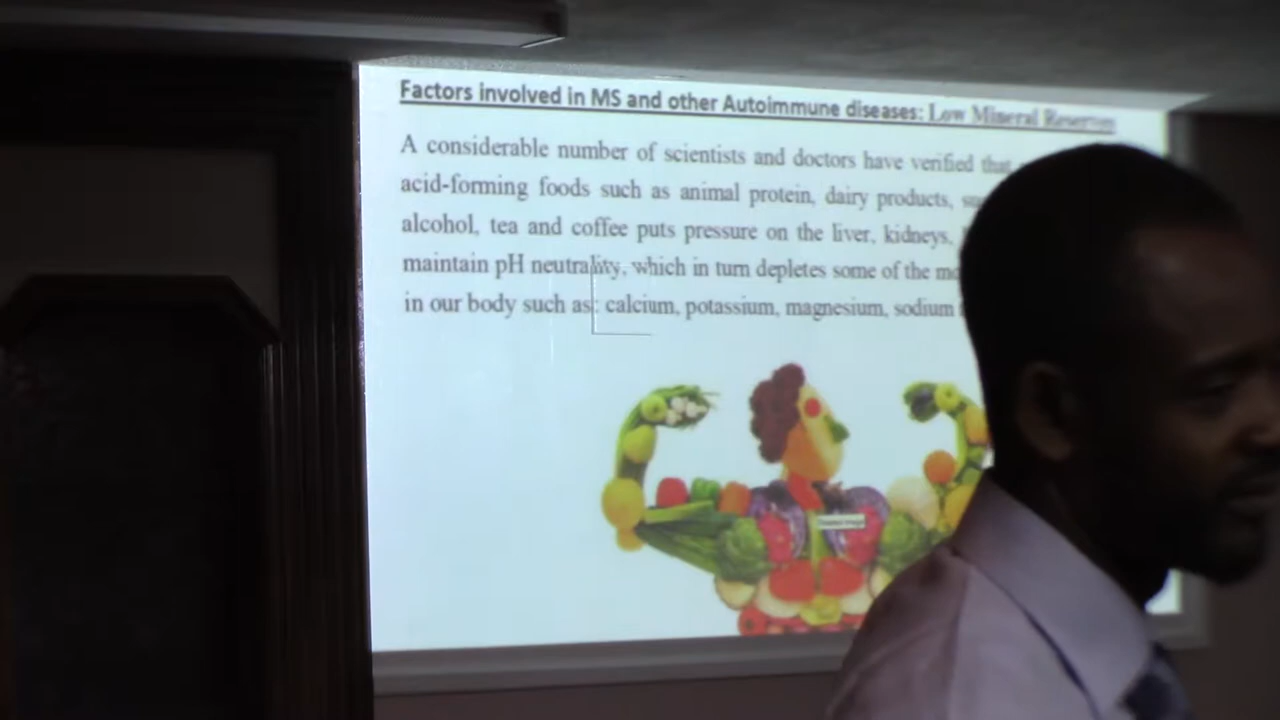 Factors involved in MS and other Autoimmune diseases: Low Mineral Reserves
A considerable number of scientists and doctors have verified that
acid-forming foods such as animal protein, dairy products,
alcohol, tea and coffee puts pressure on the liver, kidneys,
maintain pH neutrality, which in turn depletes some of the
in our body such as: calcium, potassium, magnesium, sodium